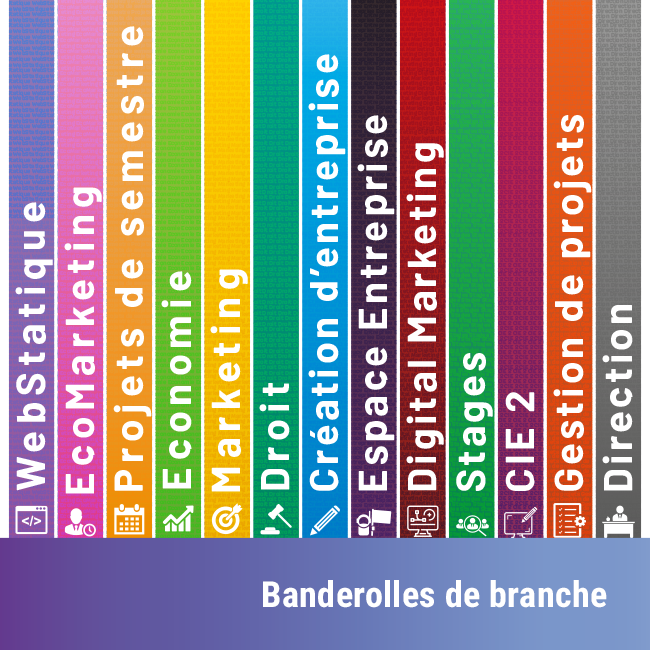 WebStatique
EcoMarketing
Projets de semestre
Economie
Marketing
Droit
Création d'entreprise
Espace Entreprise
Digital Marketing
Stages
CIE 2
Gestion de projets
Direction
Banderolles de branche